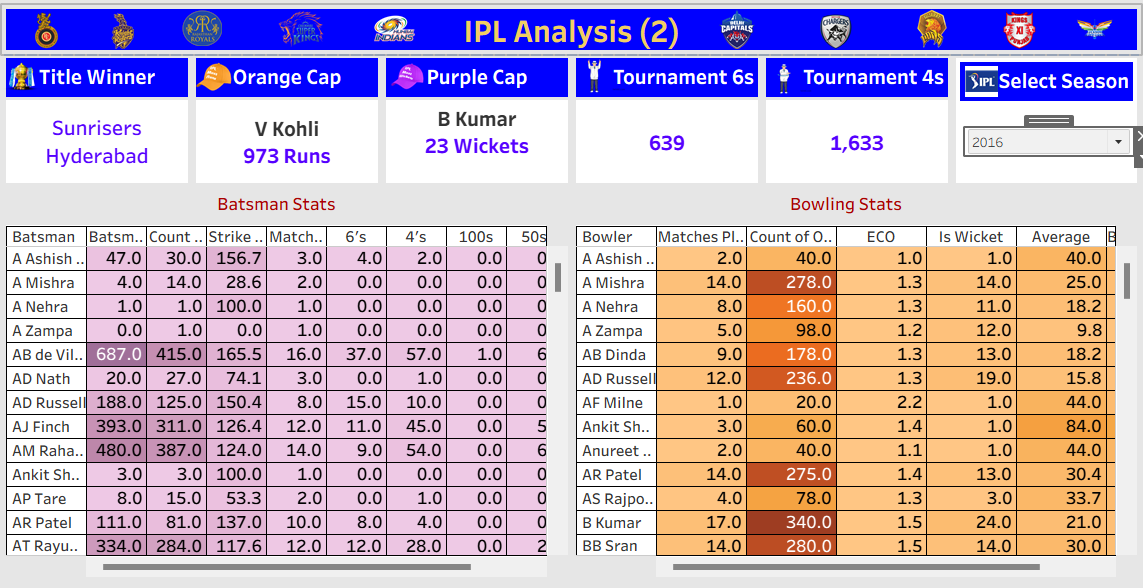 IPL Analysis (2)
Title Winner
Sunrisers
Hyderabad
Orange Cap
V Kohli
973 Runs
Purple Cap
B Kumar
23 Wickets
Tournament 6s
639
Tournament 4s
1,633
IPL Select Season
2016
Batsman Stats
Batsman Batsm.. Count .. Strike .. Match.. 6's 4's 100s 50s
A Ashish .. 47.0 30.0 156.7 3.0 4.0 2.0 0.0 0
A Mishra 4.0 14.0 28.6 2.0 0.0 0.0 0.0 0
A Nehra 1.0 1.0 100.0 1.0 0.0 0.0 0.0 0
A Zampa 0.0 1.0 0.0 1.0 0.0 0.0 0.0 0
AB de Vil.. 687.0 415.0 165.5 16.0 37.0 57.0 1.0 6
AD Nath 20.0 27.0 74.1 3.0 0.0 1.0 0.0 0
AD Russell 188.0 125.0 150.4 8.0 15.0 10.0 0.0 0
AJ Finch 393.0 311.0 126.4 12.0 11.0 45.0 0.0 5
AM Raha.. 480.0 387.0 124.0 14.0 9.0 54.0 0.0 6
Ankit Sh.. 3.0 3.0 100.0 1.0 0.0 0.0 0.0 0
AP Tare 8.0 15.0 53.3 2.0 0.0 1.0 0.0 0
AR Patel 111.0 81.0 137.0 10.0 8.0 4.0 0.0 0
AT Rayu.. 334.0 284.0 117.6 12.0 12.0 28.0 0.0 2
Bowling Stats
Bowler Matches Pl.. Count of O.. ECO Is Wicket Average B
A Ashish .. 2.0 40.0 1.0 1.0 40.0
A Mishra 14.0 278.0 1.3 14.0 25.0
A Nehra 8.0 160.0 1.3 11.0 18.2
A Zampa 5.0 98.0 1.2 12.0 9.8
AB Dinda 9.0 178.0 1.3 13.0 18.2
AD Russell 12.0 236.0 1.3 19.0 15.8
AF Milne 1.0 20.0 2.2 1.0 44.0
Ankit Sh.. 3.0 60.0 1.4 1.0 84.0
Anureet .. 2.0 40.0 1.1 1.0 44.0
AR Patel 14.0 275.0 1.4 13.0 30.4
AS Rajpo.. 4.0 78.0 1.3 3.0 33.7
B Kumar 17.0 340.0 1.5 24.0 21.0
BB Sran 14.0 280.0 1.5 14.0 30.0